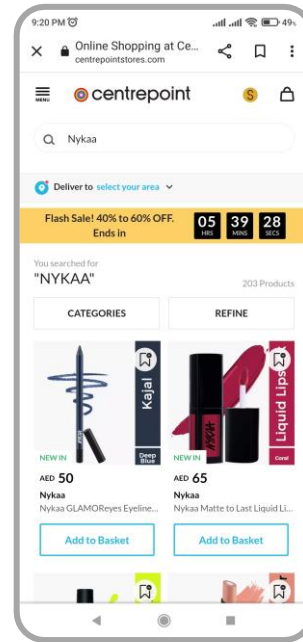 9:20 PM
49%
Online Shopping at Ce...
centrepointstores.com
MENU
centrepoint
S
Nykaa
Deliver to select your area
Flash Sale! 40% to 60% OFF.
Ends in
05 39 28
HRS MINS SECS
You searched for
"NYKAA"
203 Products
CATEGORIES
REFINE
Kajal
Deep
Blue
NEW IN
Liquid Lips
NYKAA
Coral
NEW IN
AED 50
Nykaa
Nykaa GLAMOReyes Eyeline...
Add to Basket
AED 65
Nykaa
Nykaa Matte to Last Liquid Li...
Add to Basket